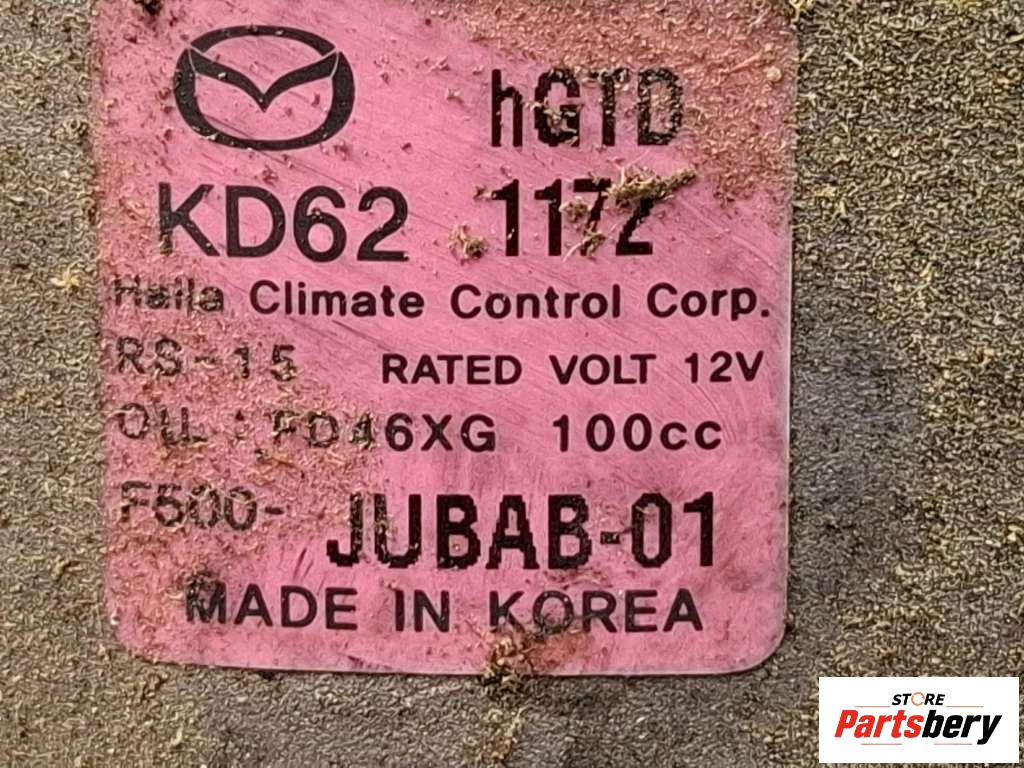 hGTD
KD62 1172
Halla Climate Control Corp.
RS-15 RATED VOLT 12V
OIL : FD46XG 100cc
F500- JUBAB-01
MADE IN KOREA
STORE
Partsbery